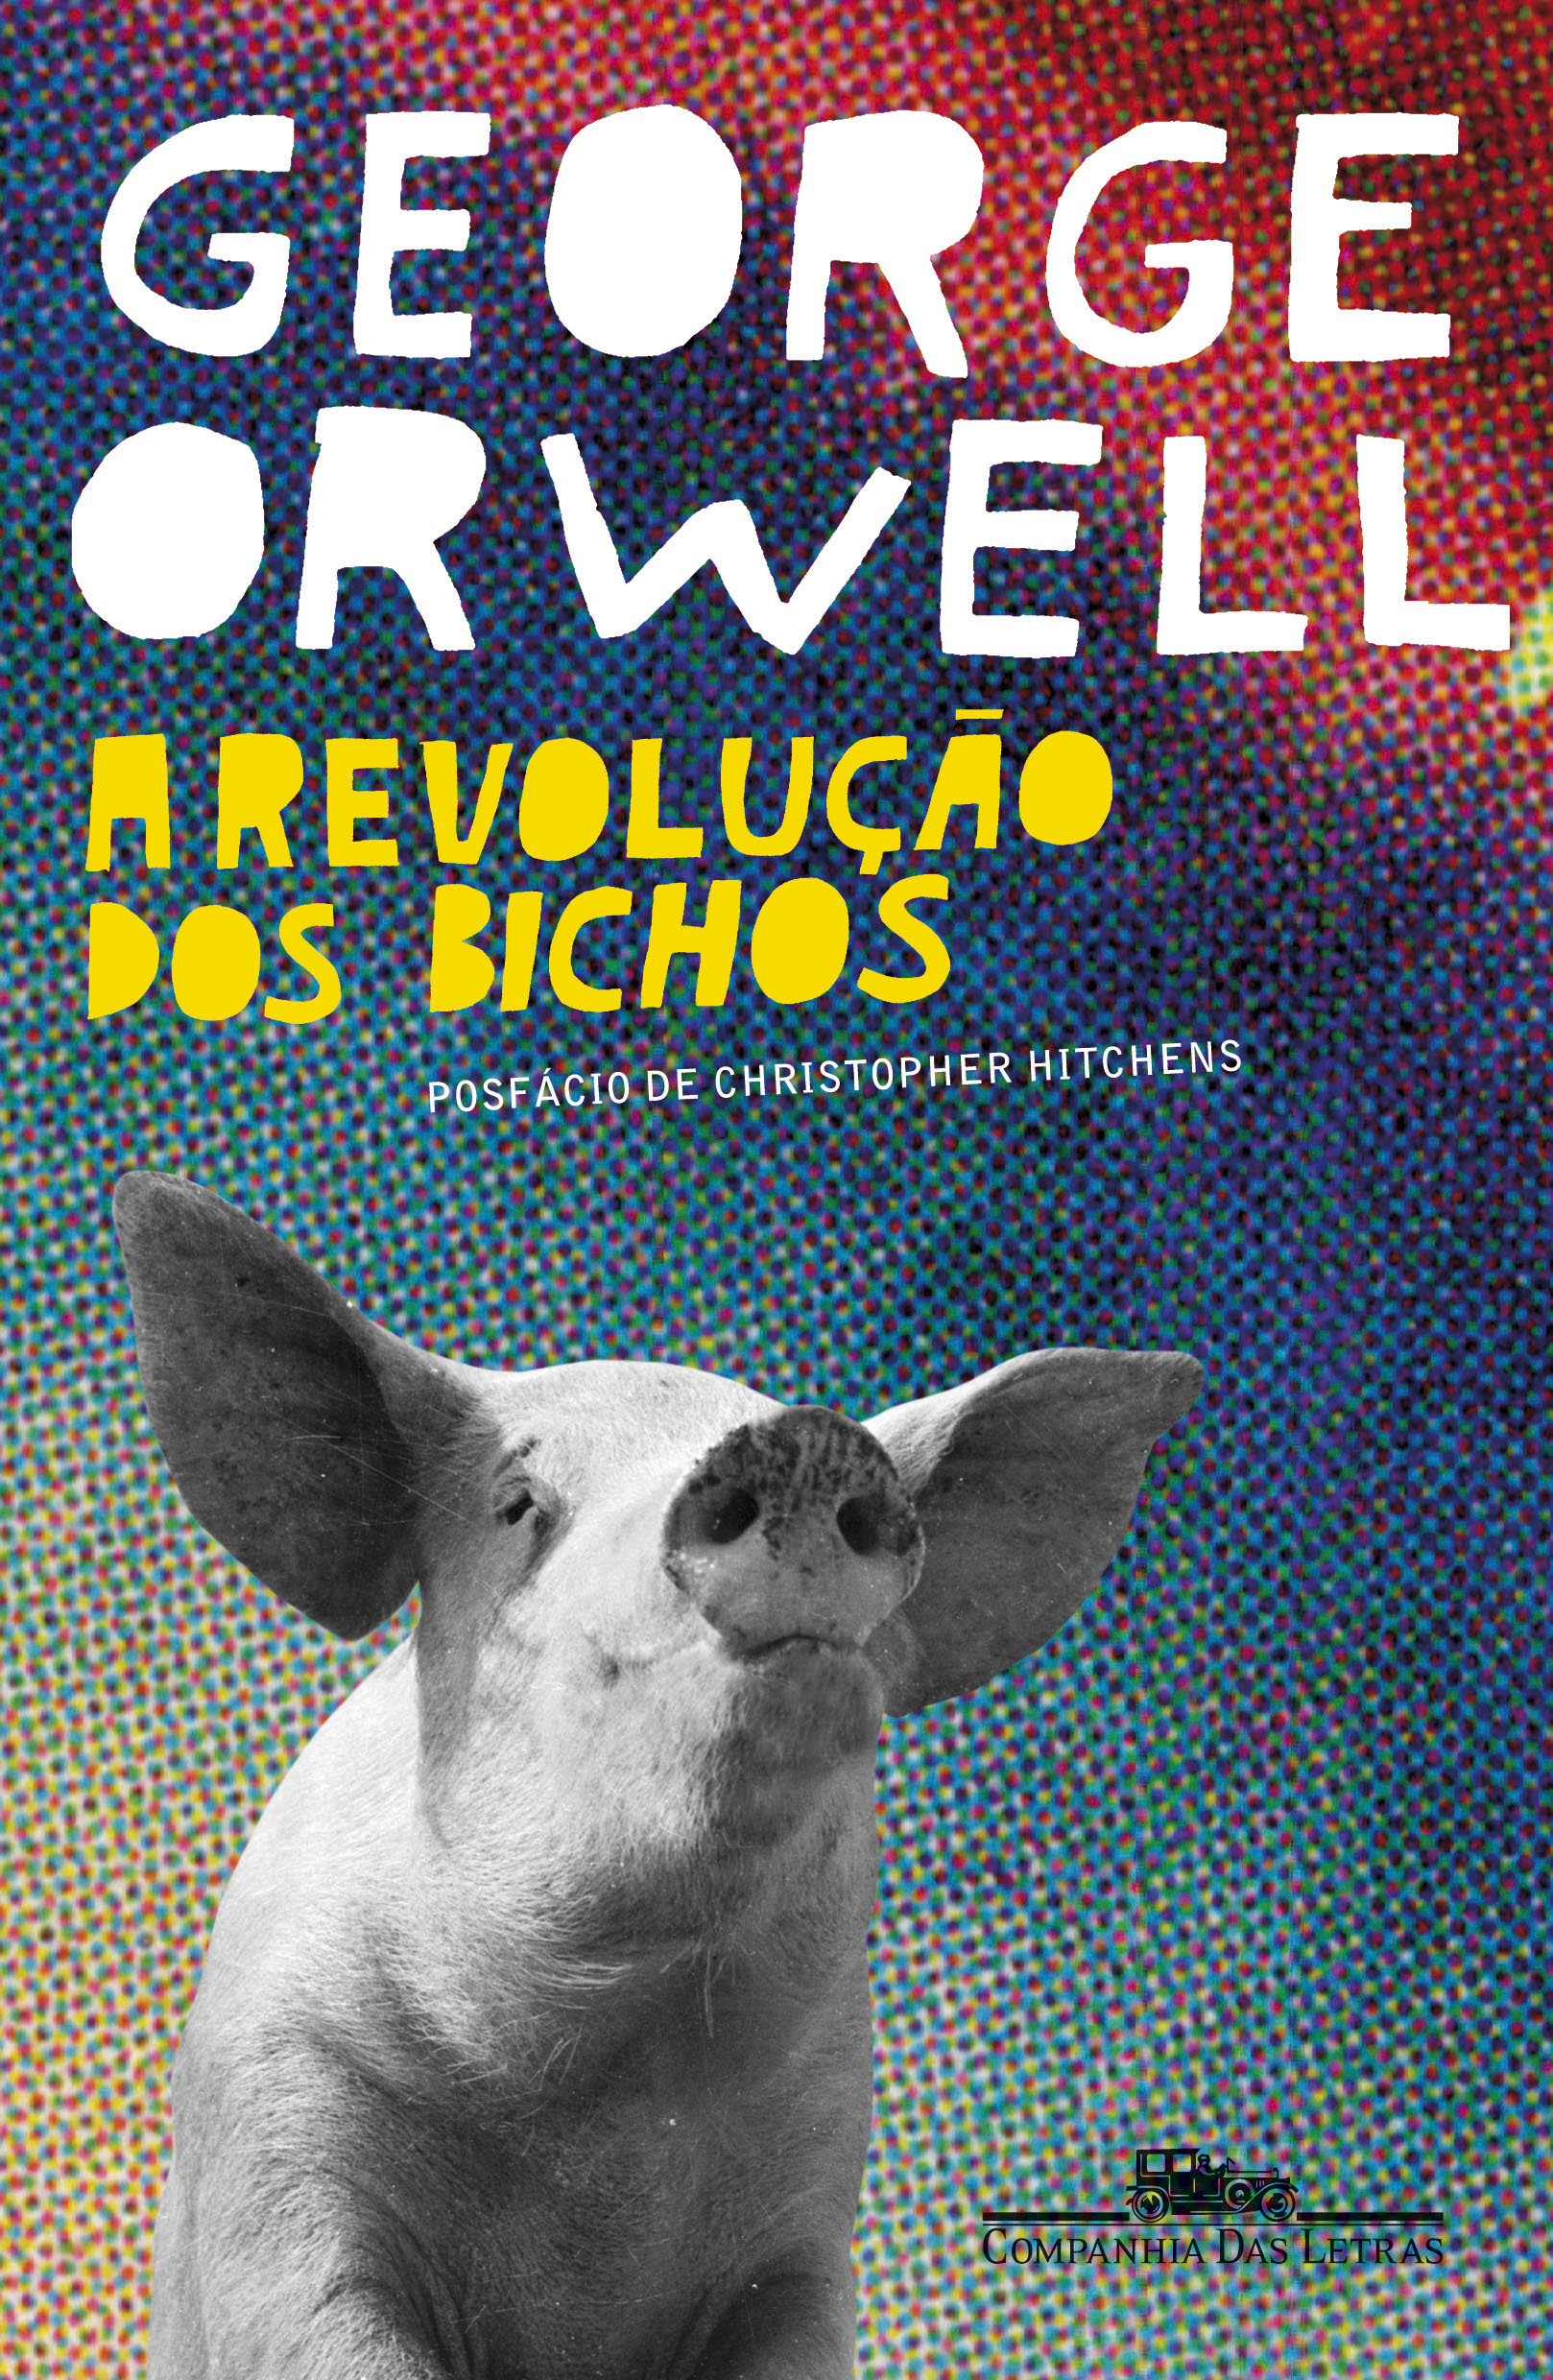 GEORGE
ORWELL
A REVOLUÇÃO
DOS BICHOS
POSFÁCIO DE CHRISTOPHER HITCHENS
COMPANHIA DAS LETRAS